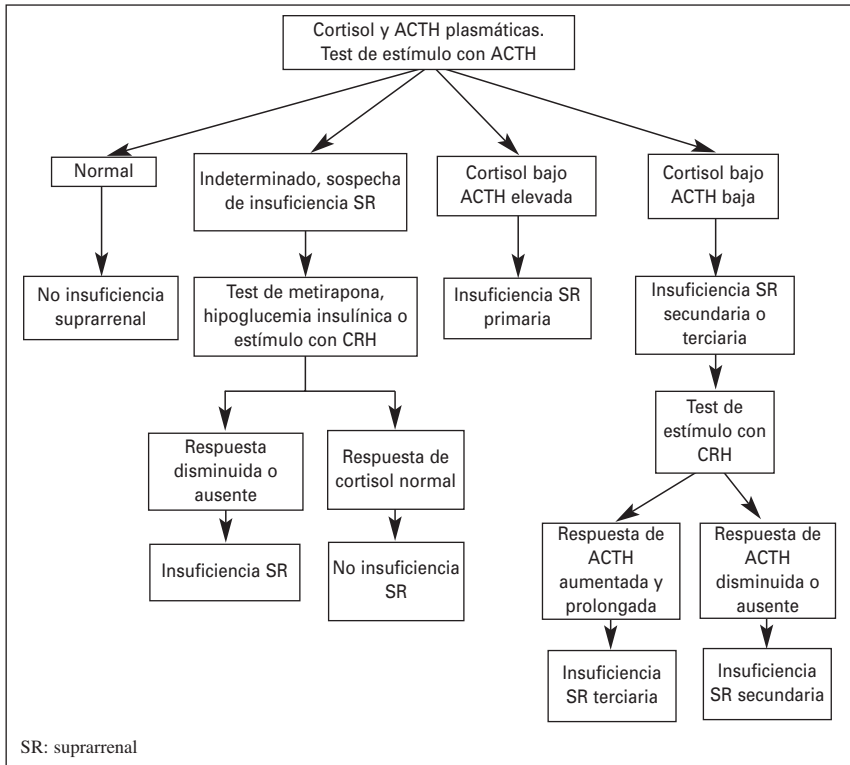 Cortisol y ACTH plasmáticas.
Test de estímulo con ACTH
Normal
Indeterminado, sospecha
de insuficiencia SR
Cortisol bajo
ACTH elevada
Cortisol bajo
ACTH baja
No insuficiencia
suprarrenal
Test de metirapona,
hipoglucemia insulínica o
estímulo con CRH
Insuficiencia SR
primaria
Insuficiencia SR
secundaria o
terciaria
Respuesta
disminuida o
ausente
Respuesta de
cortisol normal
Test de
estímulo con
CRH
Insuficiencia SR
No insuficiencia
SR
Respuesta de
ACTH
aumentada y
prolongada
Respuesta de
ACTH
disminuida o
ausente
Insuficiencia
SR terciaria
Insuficiencia
SR secundaria
SR: suprarrenal